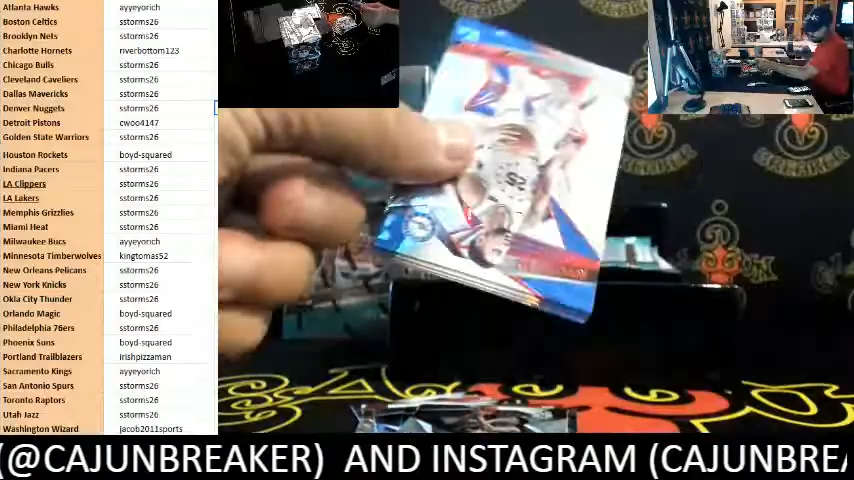 Atlanta Hawks ayyeyorich
Boston Celtics sstorms26
Brooklyn Nets sstorms26
Charlotte Hornets riverbottom123
Chicago Bulls sstorms26
Cleveland Cavaliers sstorms26
Dallas Mavericks sstorms26
Denver Nuggets sstorms26
Detroit Pistons cwoo4147
Golden State Warriors sstorms26
Houston Rockets boyd-squared
Indiana Pacers sstorms26
LA Clippers sstorms26
LA Lakers sstorms26
Memphis Grizzlies sstorms26
Miami Heat sstorms26
Milwaukee Bucs ayyeyorich
Minnesota Timberwolves kingtomas52
New Orleans Pelicans sstorms26
New York Knicks sstorms26
Okla City Thunder sstorms26
Orlando Magic boyd-squared
Philadelphia 76ers sstorms26
Phoenix Suns boyd-squared
Portland Trailblazers irishpizzaman
Sacramento Kings ayyeyorich
San Antonio Spurs sstorms26
Toronto Raptors sstorms26
Utah Jazz sstorms26
Washington Wizard jacob2011sports
25
(@CAJUNBREAKER) AND INSTAGRAM (CAJUNBREA